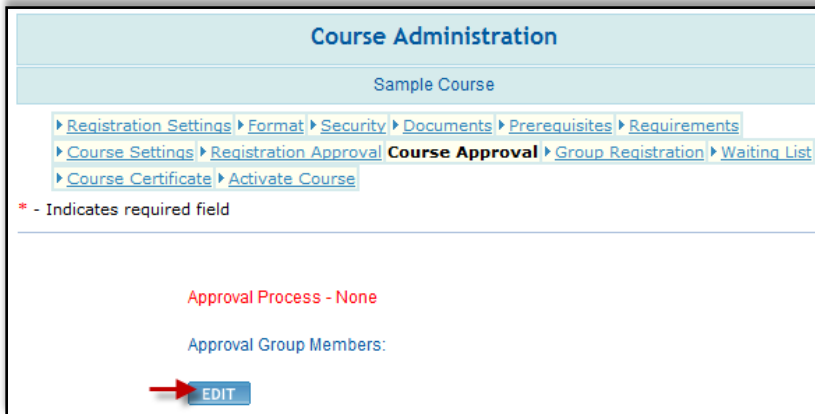 Course Administration
Sample Course
Registration Settings Format Security Documents Prerequisites Requirements
Course Settings Registration Approval Course Approval Group Registration Waiting List
Course Certificate Activate Course
* - Indicates required field
Approval Process - None
Approval Group Members:
EDIT